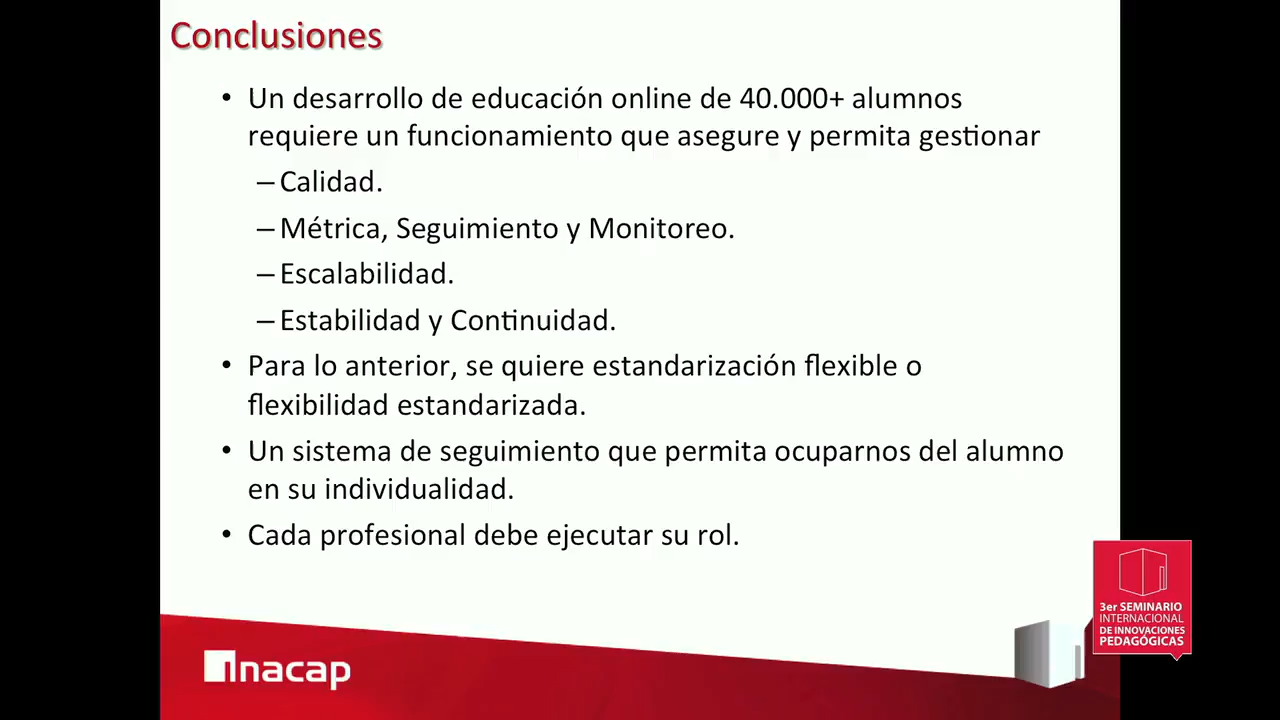 Conclusiones
• Un desarrollo de educación online de 40.000+ alumnos
requiere un funcionamiento que asegure y permita gestionar
– Calidad.
– Métrica, Seguimiento y Monitoreo.
– Escalabilidad.
– Estabilidad y Continuidad.
• Para lo anterior, se quiere estandarización flexible o
flexibilidad estandarizada.
• Un sistema de seguimiento que permita ocuparnos del alumno
en su individualidad.
• Cada profesional debe ejecutar su rol.
3er SEMINARIO
INTERNACIONAL
DE INNOVACIONES
PEDAGÓGICAS
inacap